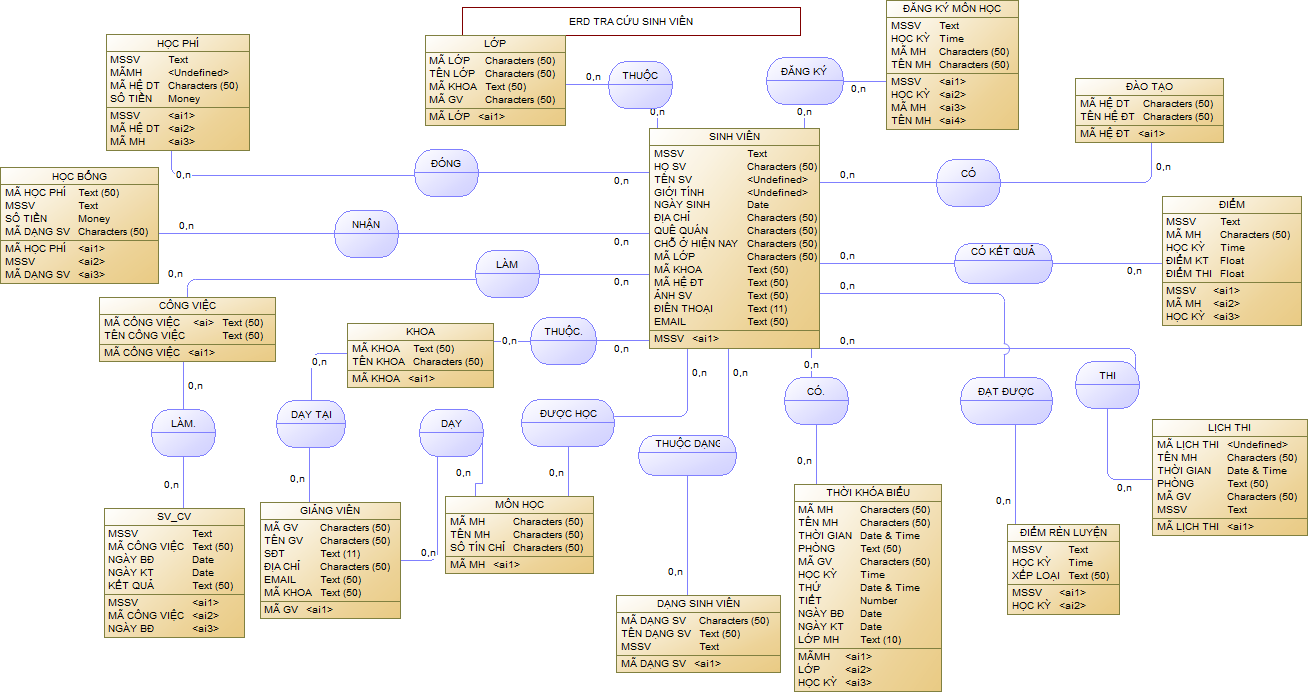 ERD TRA CỨU SINH VIÊN
HỌC PHÍ
MSSV Text
MÃMH <Undefined>
MÃ HỆ DT Characters (50)
SỐ TIỀN Money
MSSV <ai1>
MÃ HỆ DT <ai2>
MÃ MH <ai3>
LỚP
MÃ LỚP Characters (50)
TÊN LỚP Characters (50)
MÃ KHOA Text (50)
MÃ GV Characters (50)
MÃ LỚP <ai1>
0,n
THUỘC
0,n
ĐĂNG KÝ
0,n
0,n
ĐĂNG KÝ MÔN HỌC
MSSV Text
HỌC KỲ Time
MÃ MH Characters (50)
TÊN MH Characters (50)
MSSV <ai1>
HỌC KỲ <ai2>
MÃ MH <ai3>
TÊN MH <ai4>
ĐÀO TẠO
MÃ HỆ DT Characters (50)
TÊN HỆ ĐT Characters (50)
MÃ HỆ ĐT <ai1>
0,n
CÓ
0,n
SINH VIÊN
MSSV Text
HỌ SV Characters (50)
TÊN SV <Undefined>
GIỚI TÍNH <Undefined>
NGÀY SINH Date
ĐỊA CHỈ Characters (50)
QUÊ QUÁN Characters (50)
CHỖ Ở HIỆN NAY Characters (50)
MÃ LỚP Characters (50)
MÃ KHOA Text (50)
MÃ HỆ ĐT Text (50)
ẢNH SV Text (50)
ĐIỆN THOẠI Text (11)
EMAIL Text (50)
MSSV <ai1>
0,n
ĐÓNG
0,n
HỌC BỔNG
MÃ HỌC PHÍ Text (50)
MSSV Text
SỐ TIỀN Money
MÃ DẠNG SV Characters (50)
MÃ HỌC PHÍ <ai1>
MSSV <ai2>
MÃ DẠNG SV <ai3>
0,n
NHẬN
0,n
0,n
LÀM
0,n
ĐIỂM
MSSV Text
MÃ MH Characters (50)
HỌC KỲ Time
ĐIỂM KT Float
ĐIỂM THI Float
MSSV <ai1>
MÃ MH <ai2>
HỌC KỲ <ai3>
0,n
CÓ KẾT QUẢ
0,n
CÔNG VIỆC
MÃ CÔNG VIỆC <ai> Text (50)
TÊN CÔNG VIỆC Text (50)
MÃ CÔNG VIỆC <ai1>
KHOA
MÃ KHOA Text (50)
TÊN KHOA Characters (50)
MÃ KHOA <ai1>
0,n
THUỘC.
0,n
0,n
0,n
0,n
LÀM.
0,n
0,n
DẠY TẠI
0,n
DẠY
0,n
0,n
0,n
ĐƯỢC HỌC
0,n
0,n
THUỘC DẠNG
0,n
0,n
CÓ.
0,n
ĐẠT ĐƯỢC
0,n
THI
0,n
LỊCH THI
MÃ LỊCH THI <Undefined>
TÊN MH Characters (50)
THỜI GIAN Date & Time
PHÒNG Text (50)
MÃ GV Characters (50)
MSSV Text
MÃ LỊCH THI <ai1>
SV_CV
MSSV Text
MÃ CÔNG VIỆC Text (50)
NGÀY BĐ Date
NGÀY KT Date
KẾT QUẢ Text (50)
MSSV <ai1>
MÃ CÔNG VIỆC <ai2>
NGÀY BĐ <ai3>
GIẢNG VIÊN
MÃ GV Characters (50)
TÊN GV Characters (50)
SĐT Text (11)
ĐỊA CHỈ Characters (50)
EMAIL Text (50)
MÃ KHOA Text (50)
MÃ GV <ai1>
MÔN HỌC
MÃ MH Characters (50)
TÊN MH Characters (50)
SỐ TÍN CHỈ Characters (50)
MÃ MH <ai1>
DẠNG SINH VIÊN
MÃ DẠNG SV Characters (50)
TÊN DẠNG SV Text (50)
MSSV Text
MÃ DẠNG SV <ai1>
THỜI KHÓA BIỂU
MÃ MH Characters (50)
TÊN MH Characters (50)
THỜI GIAN Date & Time
PHÒNG Text (50)
MÃ GV Characters (50)
HỌC KỲ Time
THỨ Date & Time
TIẾT Number
NGÀY BĐ Date
NGÀY KT Date
LỚP MH Text (10)
MÃMH <ai1>
LỚP <ai2>
HỌC KỲ <ai3>
ĐIỂM RÈN LUYỆN
MSSV Text
HỌC KỲ Time
XẾP LOẠI Text (50)
MSSV <ai1>
HỌC KỲ <ai2>